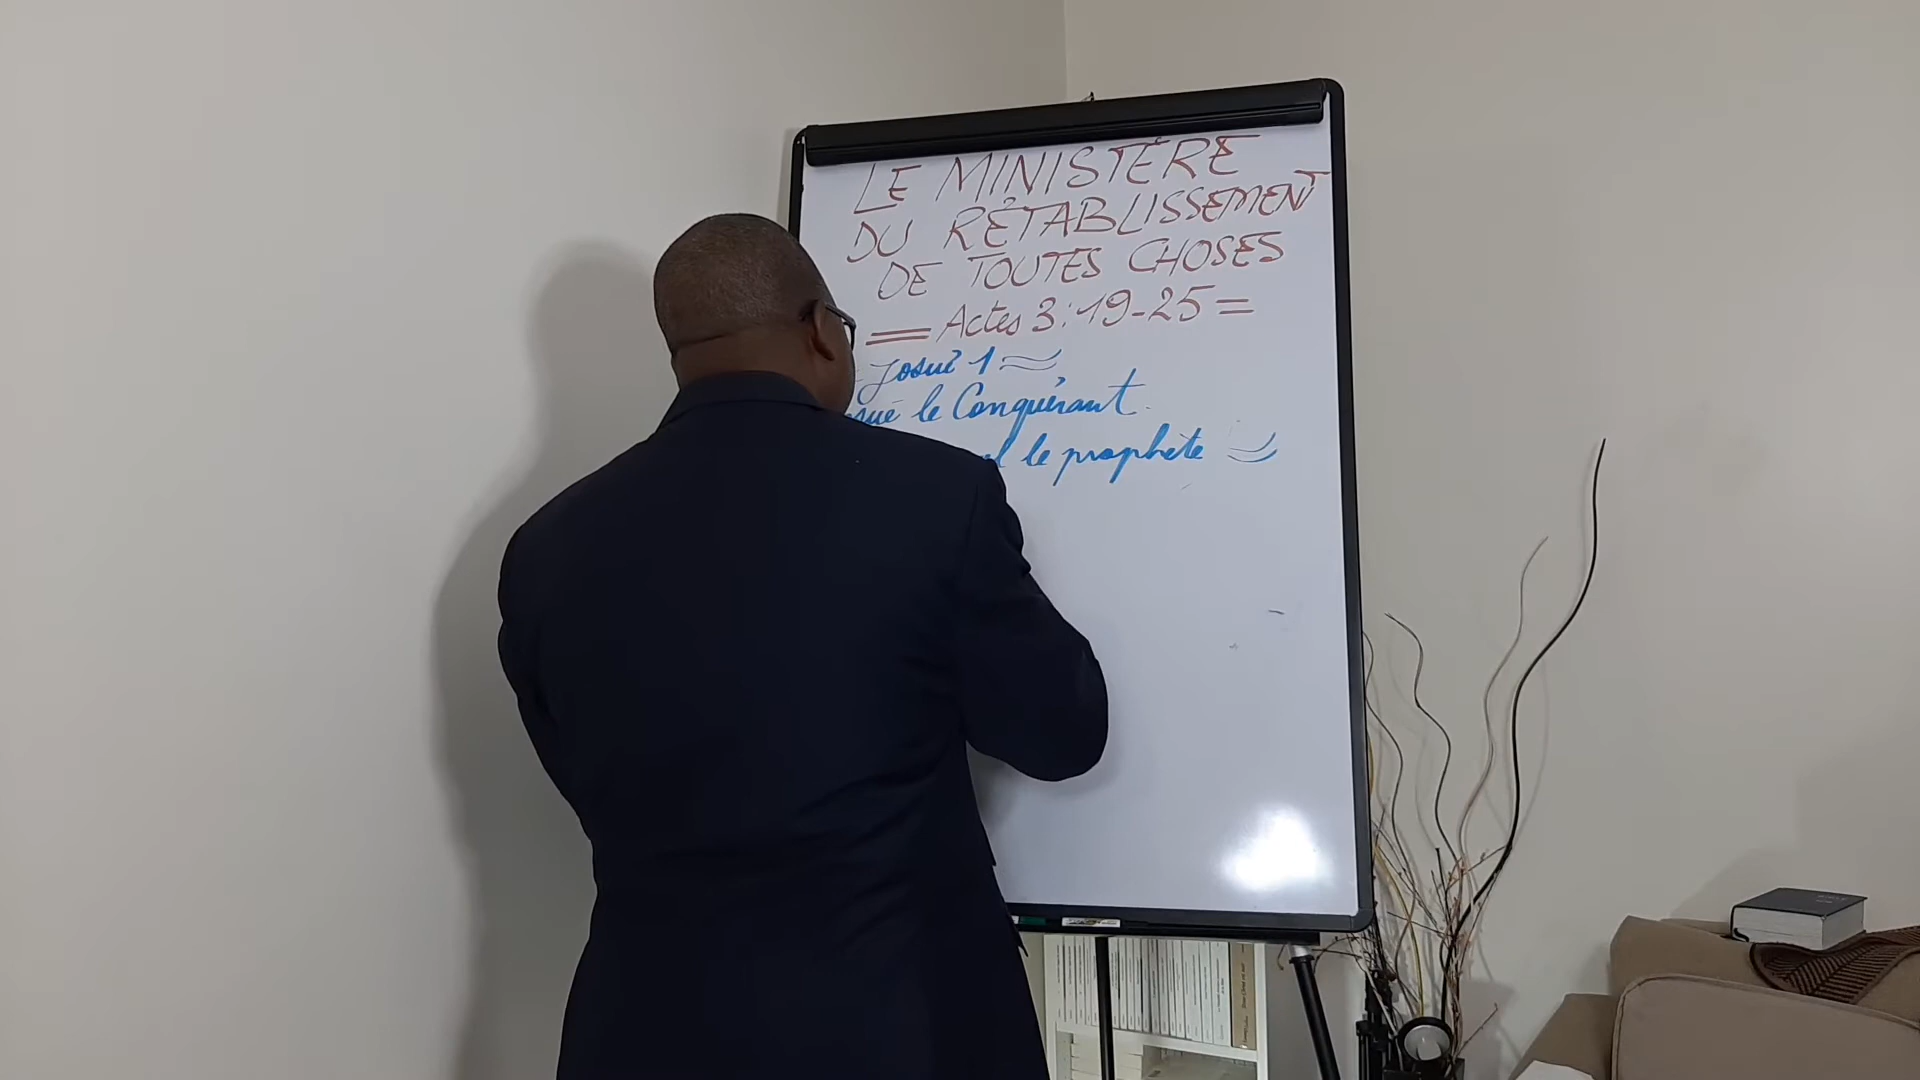 LE MINISTÈRE
DU RÉTABLISSEMENT
DE TOUTES CHOSES
= Actes 3:19-25 =
Josué 1
le Conquérant.
le prophète